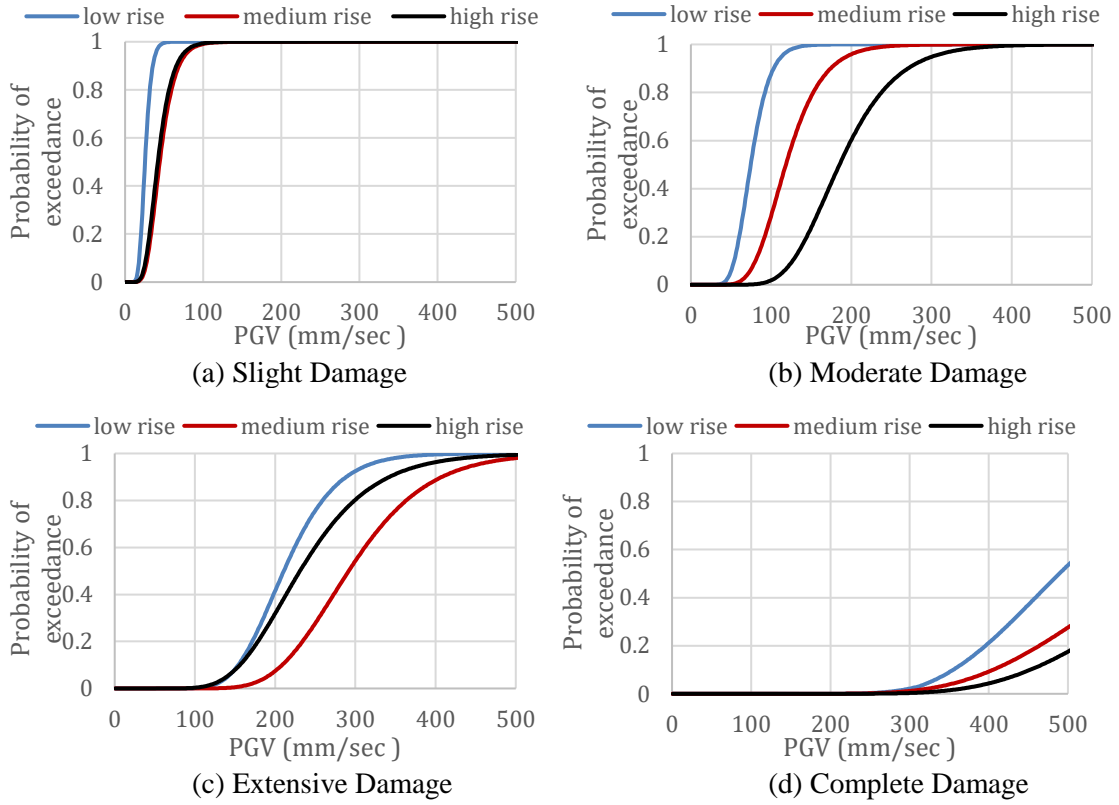 low rise medium rise high rise
Probability of
exceedance
1
0.8
0.6
0.4
0.2
0
0 100 200 300 400 500
PGV (mm/sec )
(a) Slight Damage
low rise medium rise high rise
Probability of
exceedance
1
0.8
0.6
0.4
0.2
0
0 100 200 300 400 500
PGV (mm/sec )
(b) Moderate Damage
low rise medium rise high rise
Probability of
exceedance
1
0.8
0.6
0.4
0.2
0
0 100 200 300 400 500
PGV (mm/sec )
(c) Extensive Damage
low rise medium rise high rise
Probability of
exceedance
1
0.8
0.6
0.4
0.2
0
0 100 200 300 400 500
PGV (mm/sec )
(d) Complete Damage